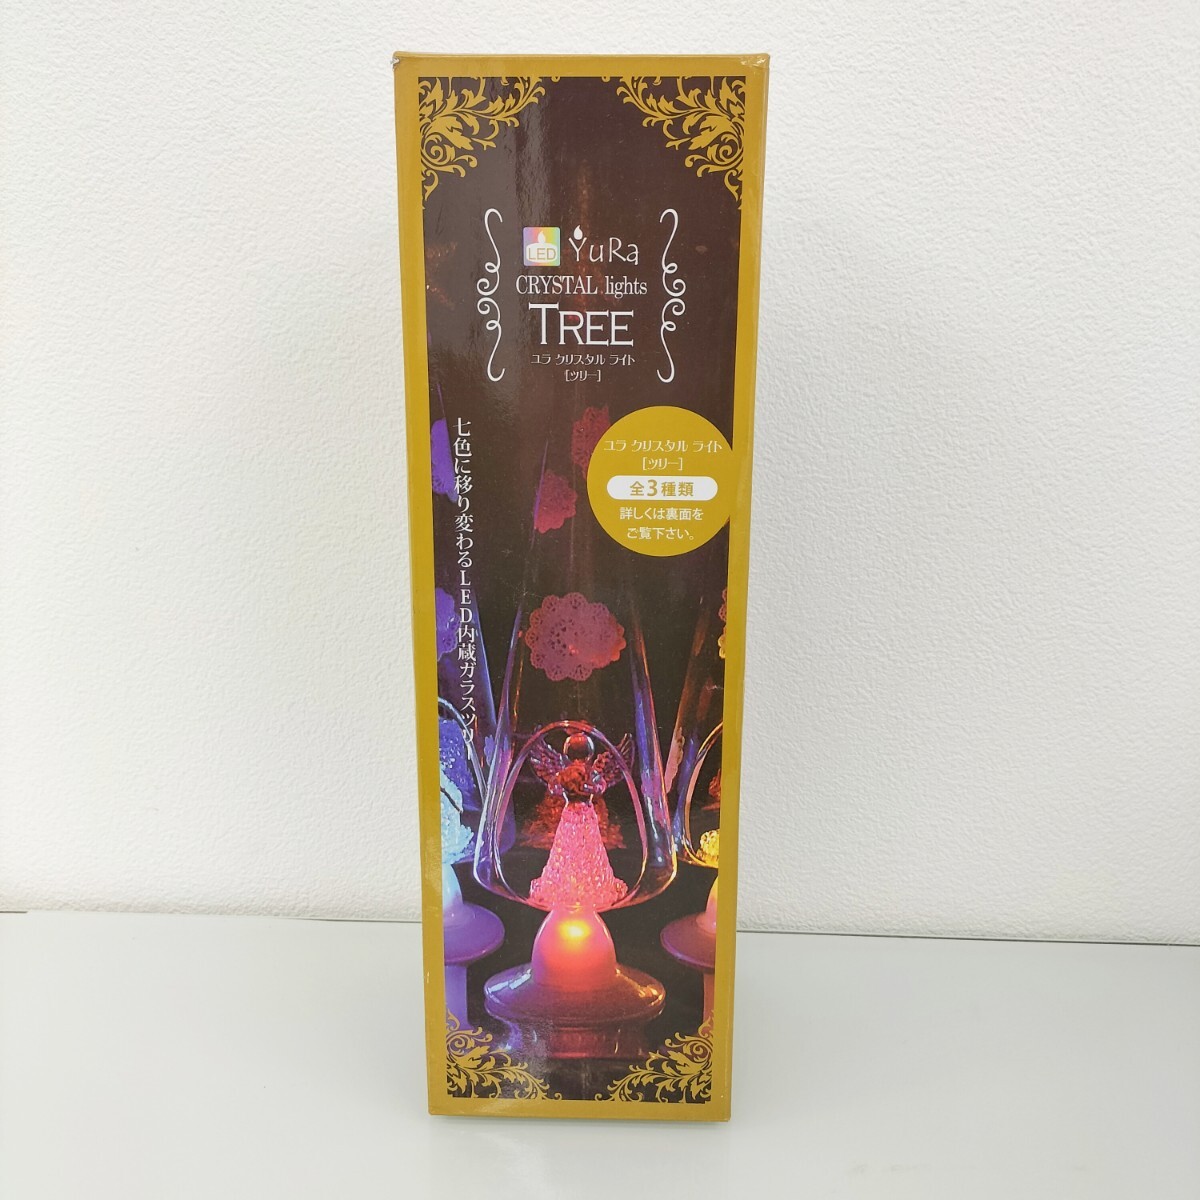 LED YuRa
CRYSTAL lights
TREE
ユラ クリスタル ライト
[ツリー]
ユラ クリスタル ライト
[ツリー]
全3種類
詳しくは裏面を
ご覧下さい。
七色に移り変わるLED内蔵ガラスツリー